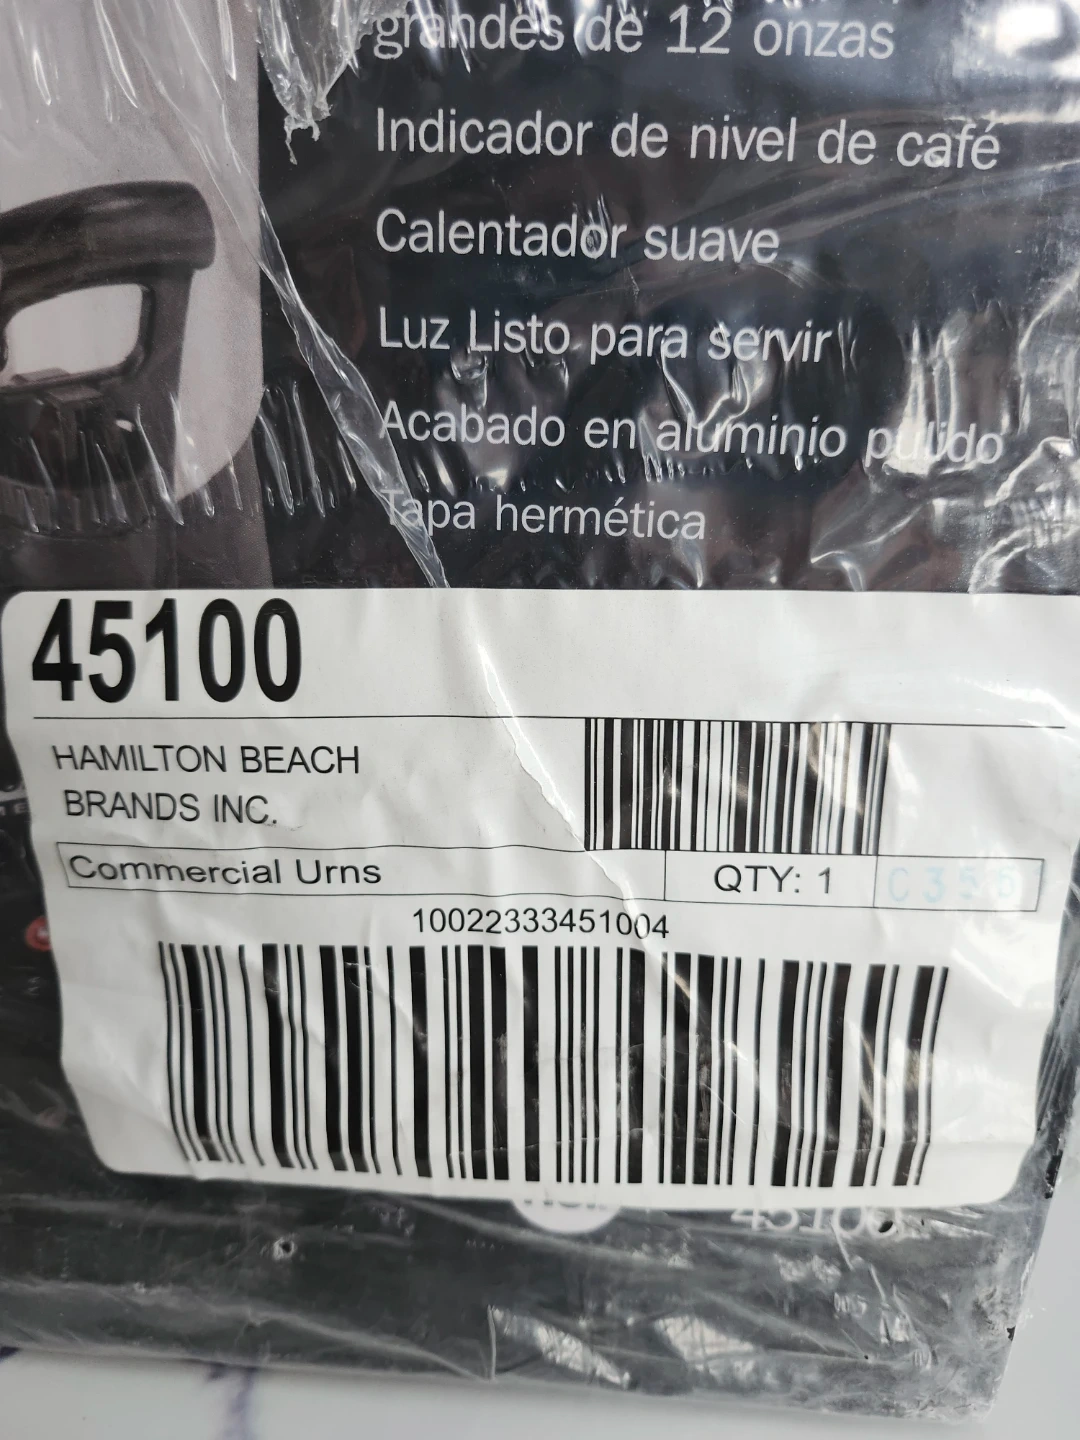 grandes de 12 onzas
Indicador de nivel de café
Calentador suave
Luz Listo para servir
Acabado en aluminio pulido
Tapa hermética
45100
HAMILTON BEACH
BRANDS INC.
Commercial Urns
QTY: 1
10022333451004
45100